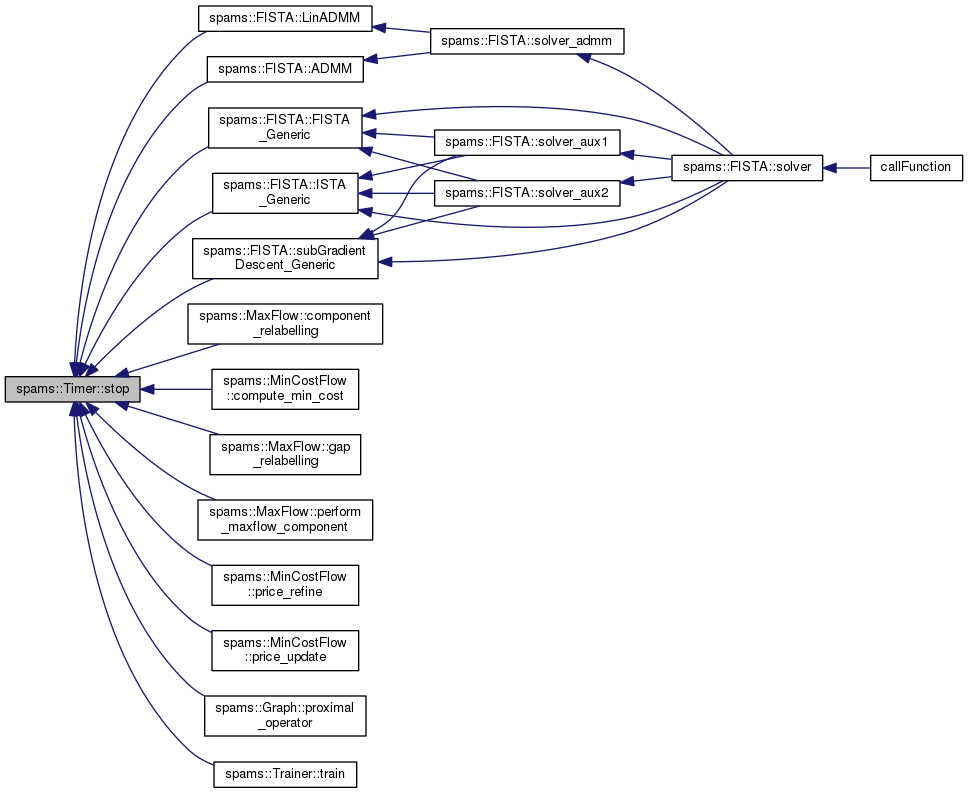 spams::FISTA::LinADMM
spams::FISTA::solver_admm
spams::FISTA::ADMM
spams::FISTA::FISTA
_Generic
spams::FISTA::solver_aux1
spams::FISTA::solver
callFunction
spams::FISTA::ISTA
_Generic
spams::FISTA::solver_aux2
spams::FISTA::subGradient
Descent_Generic
spams::MaxFlow::component
_relabelling
spams::Timer::stop
spams::MinCostFlow
::compute_min_cost
spams::MaxFlow::gap
_relabelling
spams::MaxFlow::perform
_maxflow_component
spams::MinCostFlow
::price_refine
spams::MinCostFlow
::price_update
spams::Graph::proximal
_operator
spams::Trainer::train